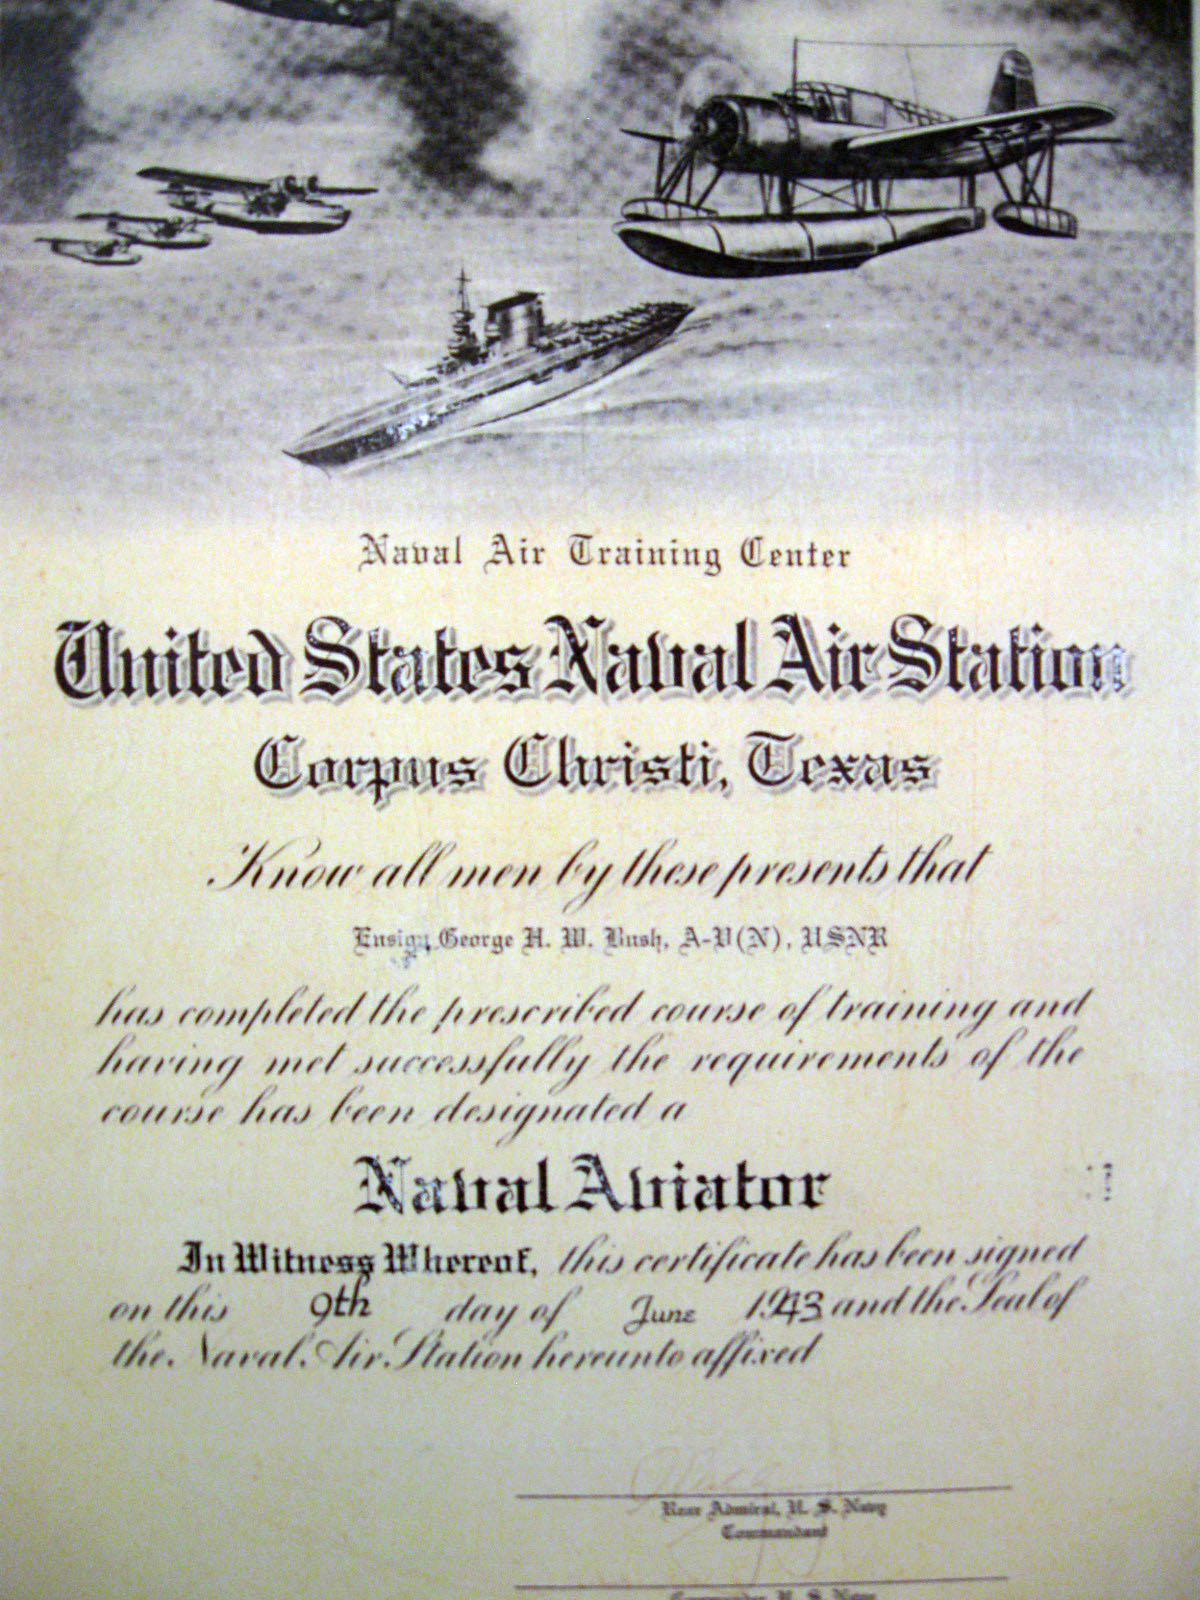 Naval Air Training Center
United States Naval Air Station
Corpus Christi, Texas
Know all men by these presents that
Ensign George H. W. Bush, A-V(N), USNR
has completed the prescribed course of training and
having met successfully the requirements of the
course has been designated a
Naval Aviator
In Witness Whereof, this certificate has been signed
on this 9th day of June 1943 and the Seal of
the Naval Air Station hereunto affixed
Rear Admiral, U. S. Navy
Commandant
Commander U. S. Navy